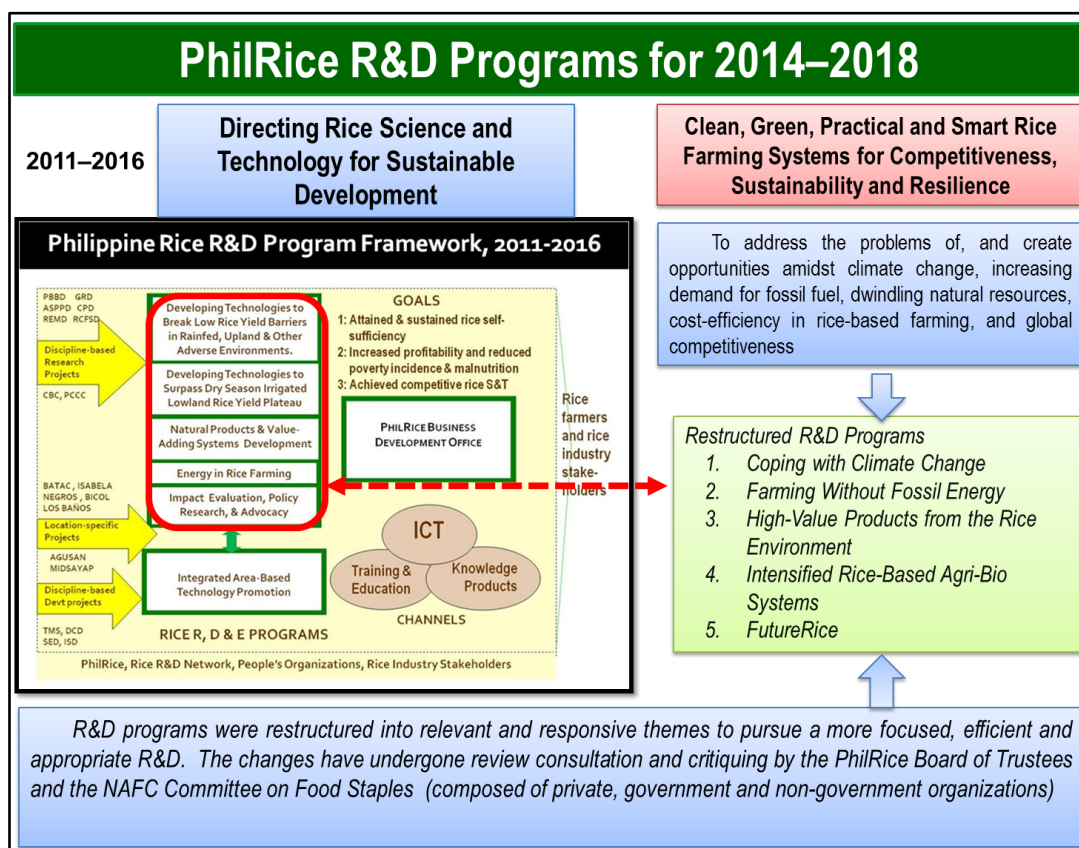 PhilRice R&D Programs for 2014–2018
2011–2016
Directing Rice Science and
Technology for Sustainable
Development
Clean, Green, Practical and Smart Rice
Farming Systems for Competitiveness,
Sustainability and Resilience
Philippine Rice R&D Program Framework, 2011-2016
PBBD GRD
ASPPD CPD
REMD RCFSD
Discipline-based
Research
Projects
CBC, PCCC
BATAC , ISABELA
NEGROS , BICOL
LOS BAÑOS
Location-specific
Projects
AGUSAN
MIDSAYAP
Discipline-based
Devt projects
TMS, DCD
SED, ISD
Developing Technologies to
Break Low Rice Yield Barriers
in Rainfed, Upland & Other
Adverse Environments.
Developing Technologies to
Surpass Dry Season Irrigated
Lowland Rice Yield Plateau
Natural Products & Value-
Adding Systems Development
Energy in Rice Farming
Impact Evaluation, Policy
Research, & Advocacy
Integrated Area-Based
Technology Promotion
RICE R, D & E PROGRAMS
GOALS
1: Attained & sustained rice self-
sufficiency
2: Increased profitability and reduced
poverty incidence & malnutrition
3: Achieved competitive rice S&T
PHILRICE BUSINESS
DEVELOPMENT OFFICE
Rice
farmers
and rice
industry
stake-
holders
ICT
Training &
Education
Knowledge
Products
CHANNELS
PhilRice, Rice R&D Network, People's Organizations, Rice Industry Stakeholders
To address the problems of, and create
opportunities amidst climate change, increasing
demand for fossil fuel, dwindling natural resources,
cost-efficiency in rice-based farming, and global
competitiveness
Restructured R&D Programs
1. Coping with Climate Change
2. Farming Without Fossil Energy
3. High-Value Products from the Rice
Environment
4. Intensified Rice-Based Agri-Bio
Systems
5. FutureRice
R&D programs were restructured into relevant and responsive themes to pursue a more focused, efficient and
appropriate R&D. The changes have undergone review consultation and critiquing by the PhilRice Board of Trustees
and the NAFC Committee on Food Staples (composed of private, government and non-government organizations)